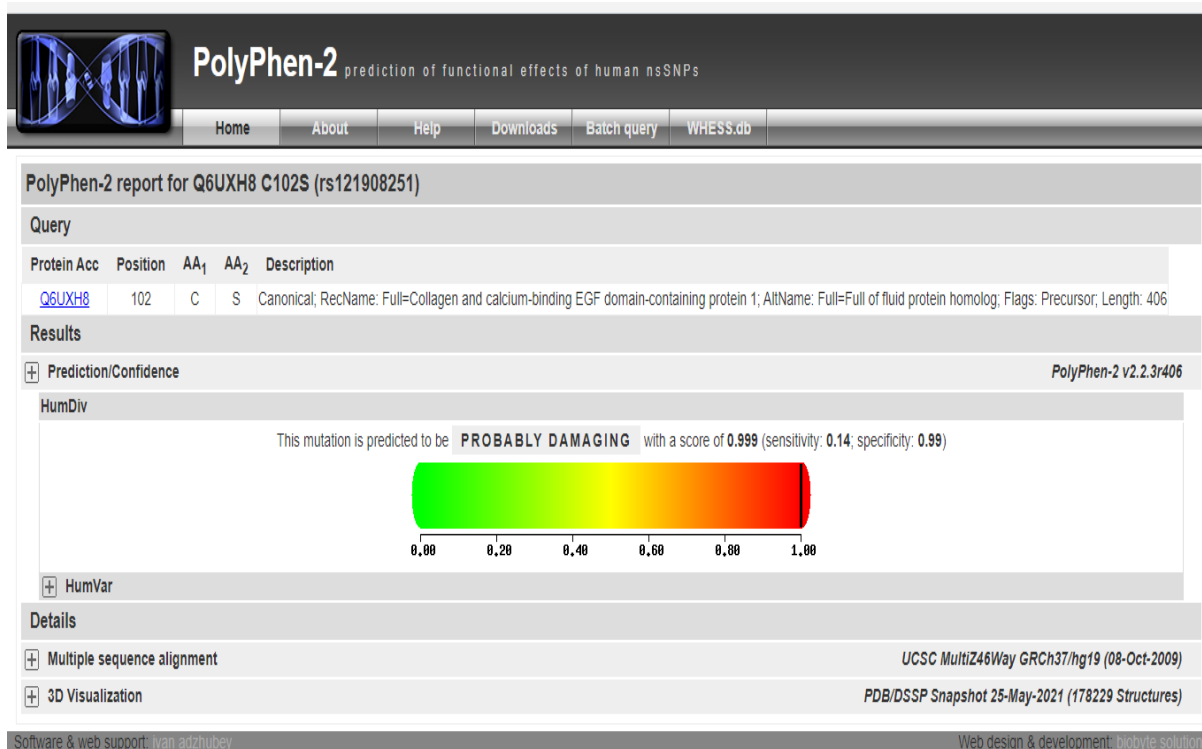 PolyPhen-2 prediction of functional effects of human nsSNPs
Home About Help Downloads Batch query WHESS.db
PolyPhen-2 report for Q6UXH8 C102S (rs121908251)
Query
Protein Acc Position AA1 AA2 Description
Q6UXH8 102 C S Canonical; RecName: Full=Collagen and calcium-binding EGF domain-containing protein 1; AltName: Full=Full of fluid protein homolog; Flags: Precursor; Length: 406
Results
Prediction/Confidence PolyPhen-2 v2.2.3r406
HumDiv
This mutation is predicted to be PROBABLY DAMAGING with a score of 0.999 (sensitivity: 0.14; specificity: 0.99)
0.00 0.20 0.40 0.60 0.80 1.00
HumVar
Details
Multiple sequence alignment UCSC MultiZ46Way GRCh37/hg19 (08-Oct-2009)
3D Visualization PDB/DSSP Snapshot 25-May-2021 (178229 Structures)
Software & web support: ivan adzhubey Web design & development: biobyte solution